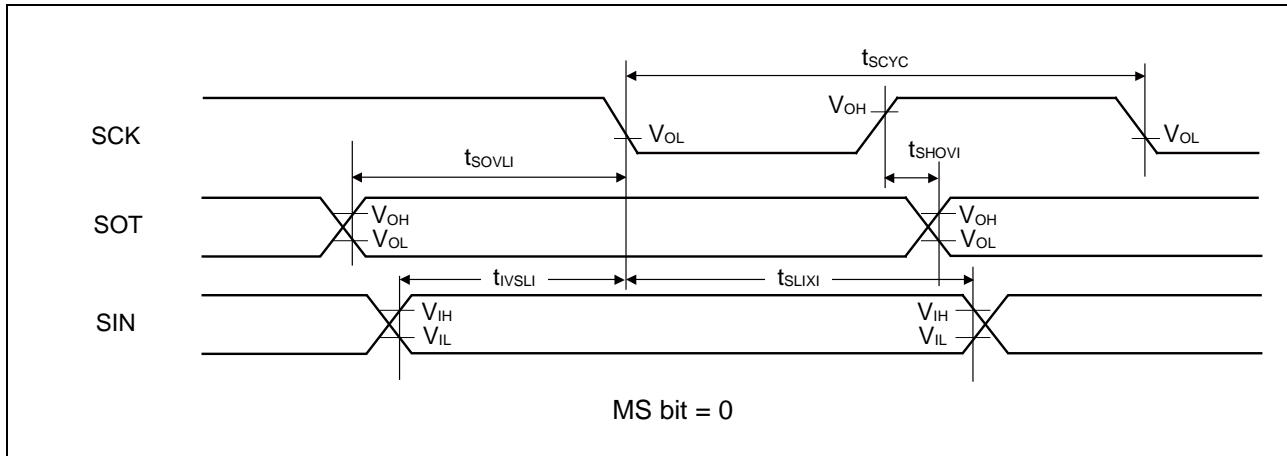 tSCYC
SCK
VOH
VOL
VOL
tSOVLI
tSHOVI
SOT
VOH
VOL
VOH
VOL
tIVSLI
tSLIXI
SIN
VIH
VIL
VIH
VIL
MS bit = 0